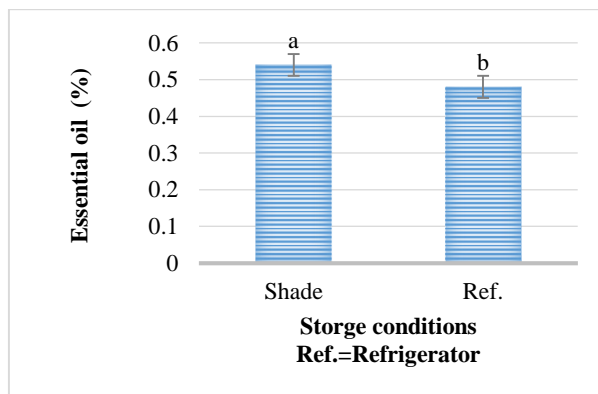 Essential oil (%)
0.6
0.5
0.4
0.3
0.2
0.1
0
a
b
Shade
Ref.
Storge conditions
Ref.=Refrigerator